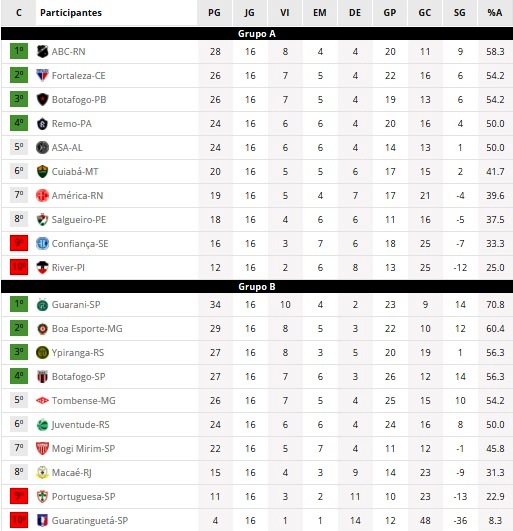 C Participantes PG JG VI EM DE GP GC SG %A
Grupo A
1º ABC-RN 28 16 8 4 4 20 11 9 58.3
2º Fortaleza-CE 26 16 7 5 4 22 16 6 54.2
3º Botafogo-PB 26 16 7 5 4 19 13 6 54.2
4º Remo-PA 24 16 6 6 4 20 16 4 50.0
5º ASA-AL 24 16 6 6 4 14 13 1 50.0
6º Cuiabá-MT 20 16 5 5 6 17 15 2 41.7
7º América-RN 19 16 5 4 7 17 21 -4 39.6
8º Salgueiro-PE 18 16 4 6 6 11 16 -5 37.5
9º Confiança-SE 16 16 3 7 6 18 25 -7 33.3
10º River-PI 12 16 2 6 8 13 25 -12 25.0
Grupo B
1º Guarani-SP 34 16 10 4 2 23 9 14 70.8
2º Boa Esporte-MG 29 16 8 5 3 22 10 12 60.4
3º Ypiranga-RS 27 16 8 3 5 20 19 1 56.3
4º Botafogo-SP 27 16 7 6 3 26 12 14 56.3
5º Tombense-MG 26 16 7 5 4 25 15 10 54.2
6º Juventude-RS 24 16 6 6 4 24 16 8 50.0
7º Mogi Mirim-SP 22 16 5 7 4 11 12 -1 45.8
8º Macaé-RJ 15 16 4 3 9 14 23 -9 31.3
9º Portuguesa-SP 11 16 3 2 11 10 23 -13 22.9
10º Guaratinguetá-SP 4 16 1 1 14 12 48 -36 8.3